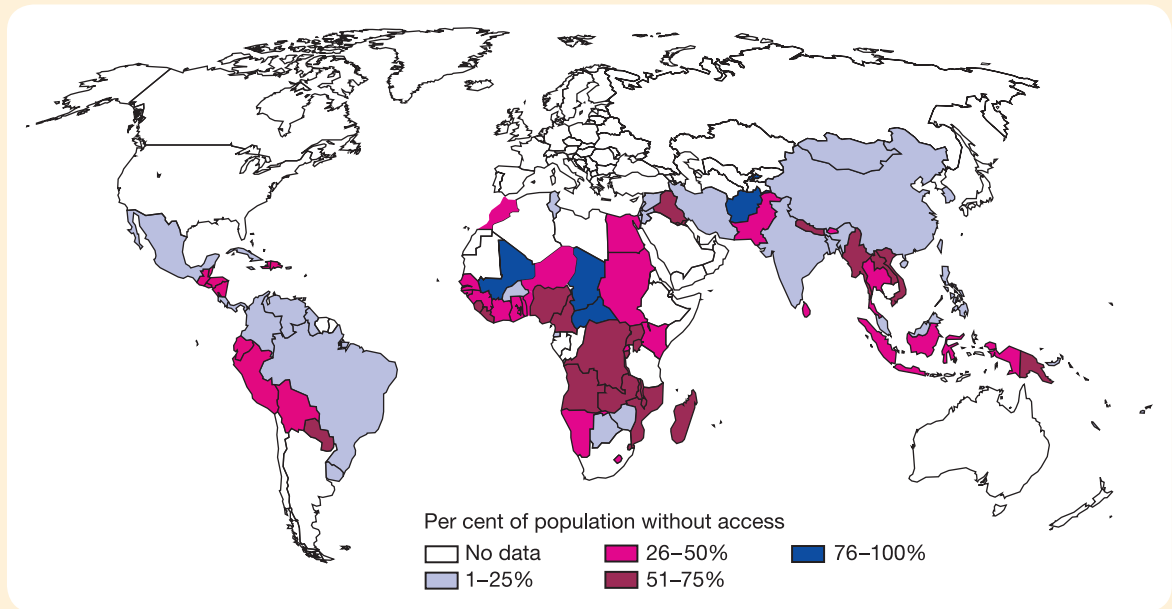 Per cent of population without access
No data
26–50%
76–100%
1–25%
51–75%